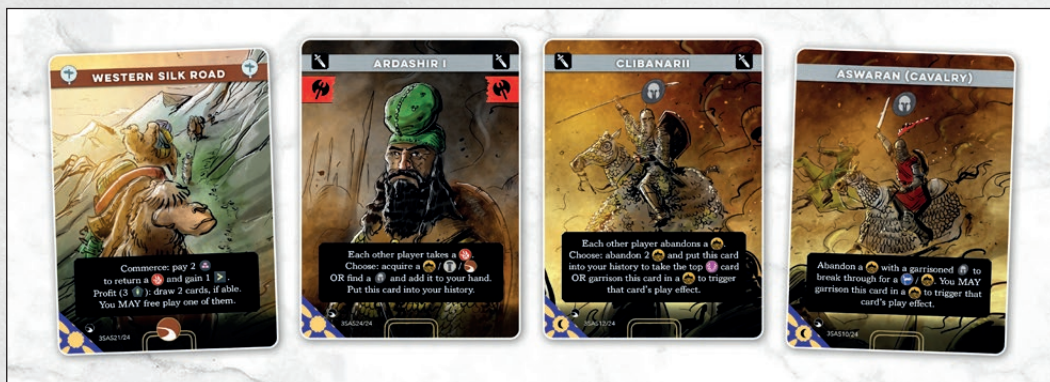 WESTERN SILK ROAD
Commerce: pay 2
to return a and gain 1 .
Profit (3 ): draw 2 cards, if able.
You MAY free play one of them.
3SAS21/24
ARDASHIR I
Each other player takes a .
Choose: acquire a / /
OR find a and add it to your hand.
Put this card into your history.
3SAS24/24
CLIBANARII
Each other player abandons a .
Choose: abandon 2 and put this card
into your history to take the top card
OR garrison this card in a to trigger
that card's play effect.
3SAS12/24
ASWARAN (CAVALRY)
Abandon a with a garrisoned to
break through for a / . You MAY
garrison this card in a to trigger that
card's play effect.
3SAS10/24